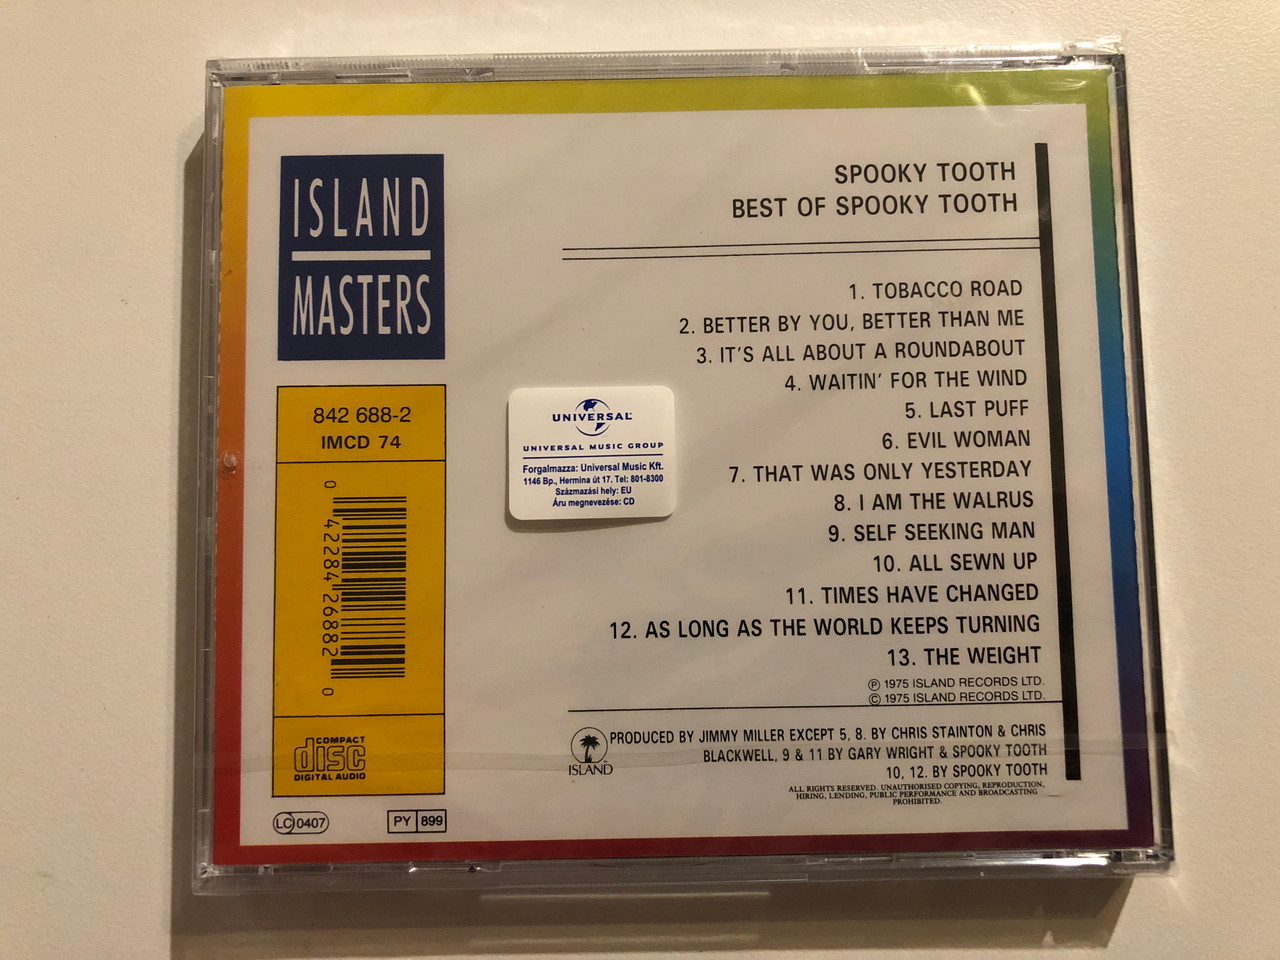 ISLAND
MASTERS
842 688-2
IMCD 74
0 42284 26882 0
COMPACT
disc
DIGITAL AUDIO
LC 0407
PY 899
SPOOKY TOOTH
BEST OF SPOOKY TOOTH
1. TOBACCO ROAD
2. BETTER BY YOU, BETTER THAN ME
3. IT'S ALL ABOUT A ROUNDABOUT
4. WAITIN' FOR THE WIND
5. LAST PUFF
6. EVIL WOMAN
7. THAT WAS ONLY YESTERDAY
8. I AM THE WALRUS
9. SELF SEEKING MAN
10. ALL SEWN UP
11. TIMES HAVE CHANGED
12. AS LONG AS THE WORLD KEEPS TURNING
13. THE WEIGHT
℗ 1975 ISLAND RECORDS LTD.
© 1975 ISLAND RECORDS LTD.
UNIVERSAL
UNIVERSAL MUSIC GROUP
Forgalmazza: Universal Music Kft.
1146 Bp., Hermina út 17. Tel: 801-8300
Százmazási hely: EU
Áru megnevezése: CD
ISLAND™
PRODUCED BY JIMMY MILLER EXCEPT 5, 8. BY CHRIS STAINTON & CHRIS
BLACKWELL, 9 & 11 BY GARY WRIGHT & SPOOKY TOOTH
10, 12. BY SPOOKY TOOTH
ALL RIGHTS RESERVED. UNAUTHORISED COPYING, REPRODUCTION,
HIRING, LENDING, PUBLIC PERFORMANCE AND BROADCASTING
PROHIBITED.